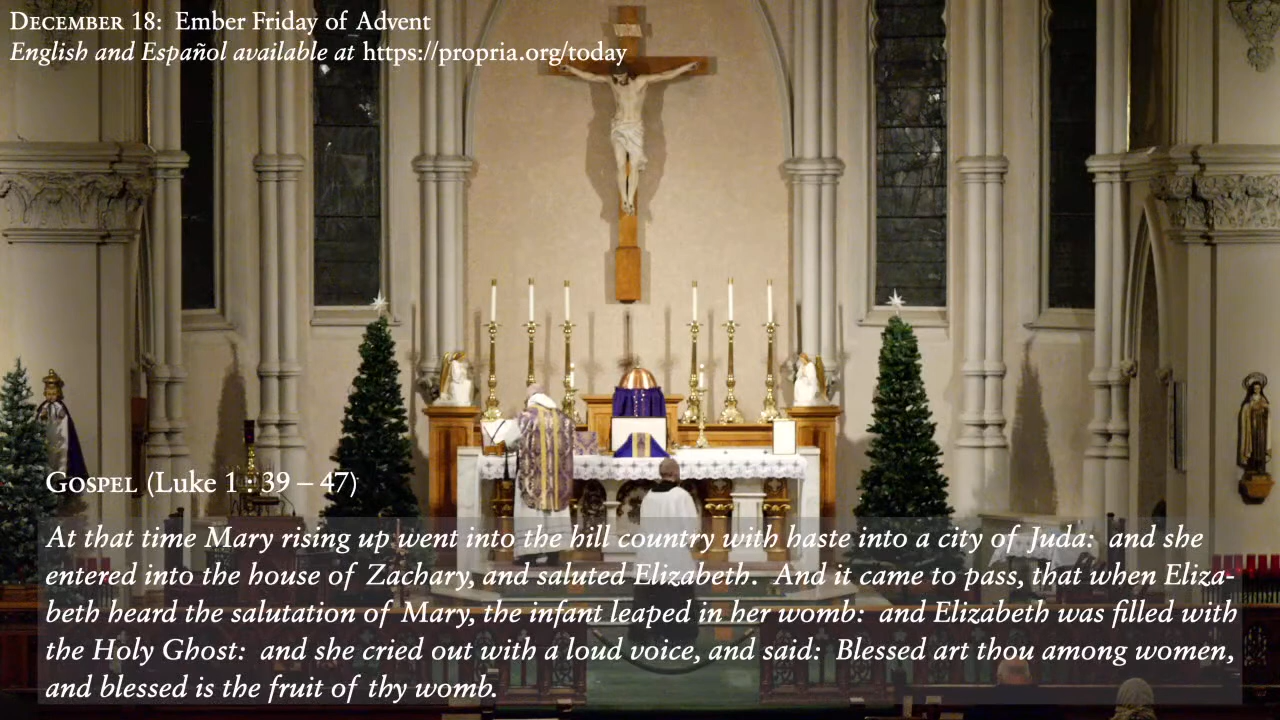 December 18: Ember Friday of Advent
English and Español available at https://propria.org/today
Gospel (Luke 1 : 39 – 47)
At that time Mary rising up went into the hill country with haste into a city of Juda: and she
entered into the house of Zachary, and saluted Elizabeth. And it came to pass, that when Eliza-
beth heard the salutation of Mary, the infant leaped in her womb: and Elizabeth was filled with
the Holy Ghost: and she cried out with a loud voice, and said: Blessed art thou among women,
and blessed is the fruit of thy womb.